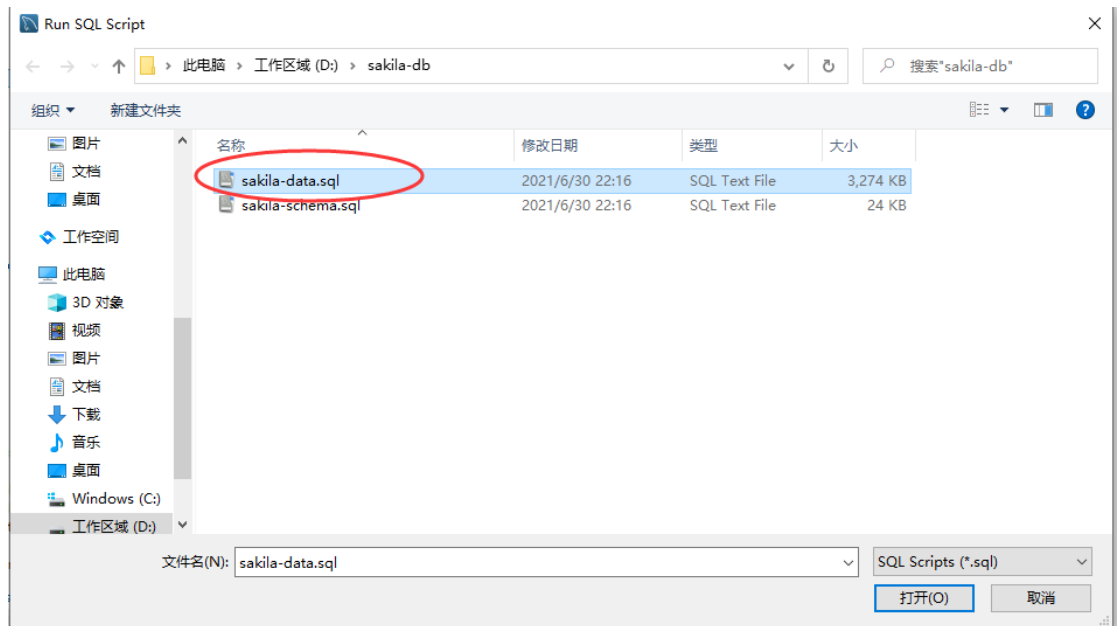 Run SQL Script
此电脑 › 工作区域 (D:) › sakila-db
搜索"sakila-db"
组织
新建文件夹
图片
文档
桌面
工作空间
此电脑
3D 对象
视频
图片
文档
下载
音乐
桌面
Windows (C:)
工作区域 (D:)
名称 修改日期 类型 大小
sakila-data.sql 2021/6/30 22:16 SQL Text File 3,274 KB
sakila-schema.sql 2021/6/30 22:16 SQL Text File 24 KB
文件名(N): sakila-data.sql
SQL Scripts (*.sql)
打开(O) 取消